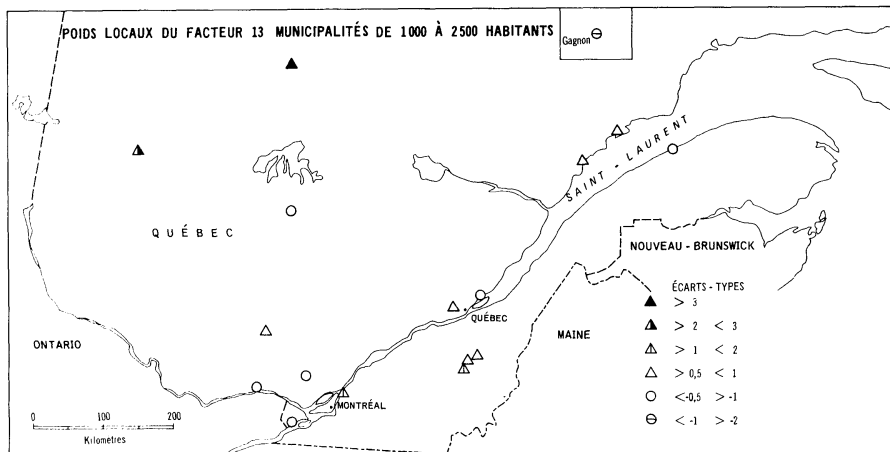 POIDS LOCAUX DU FACTEUR 13 MUNICIPALITÉS DE 1000 À 2500 HABITANTS
Gagnon
SAINT - LAURENT
QUÉBEC
NOUVEAU - BRUNSWICK
ÉCARTS - TYPES
> 3
> 2 < 3
> 1 < 2
> 0,5 < 1
<-0,5 >-1
< -1 >-2
QUÉBEC
MAINE
ONTARIO
MONTRÉAL
0 100 200
Kilometres